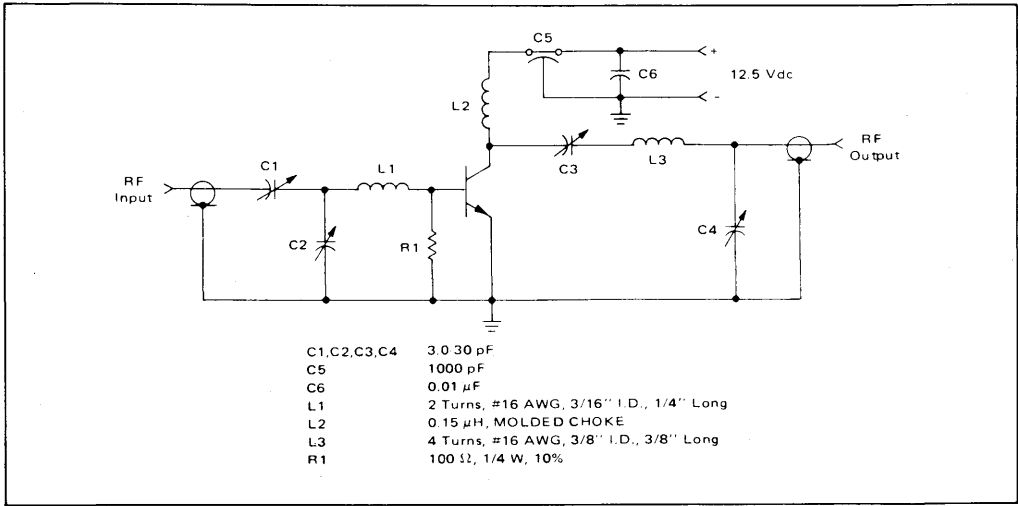 C5
+
C6
12.5 Vdc
-
L2
RF
Output
C3
L3
C1
L1
RF
Input
C2
R1
C4
C1,C2,C3,C4 3.0-30 pF
C5 1000 pF
C6 0.01 μF
L1 2 Turns, #16 AWG, 3/16'' I.D., 1/4'' Long
L2 0.15 μH, MOLDED CHOKE
L3 4 Turns, #16 AWG, 3/8'' I.D., 3/8'' Long
R1 100 Ω, 1/4 W, 10%